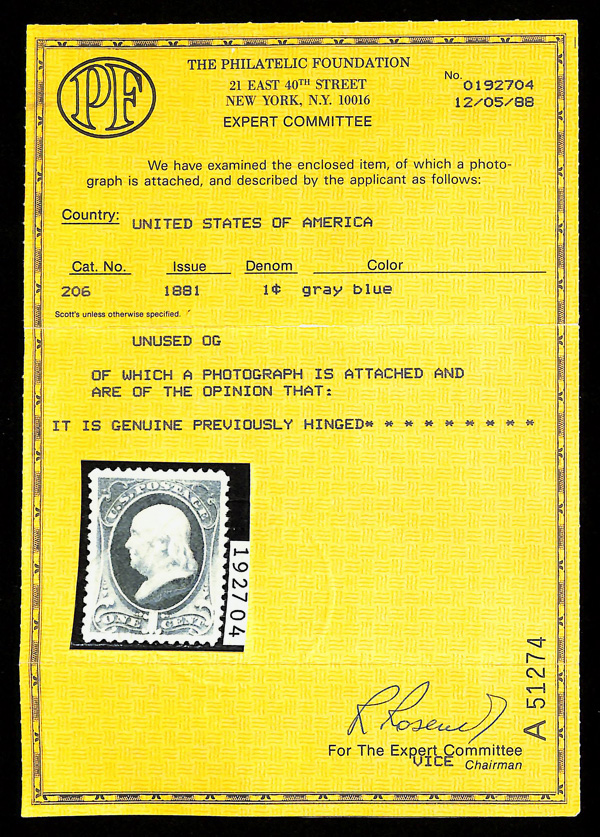 PF
THE PHILATELIC FOUNDATION
21 EAST 40TH STREET
NEW YORK, N.Y. 10016
EXPERT COMMITTEE
No. 0192704
12/05/88
We have examined the enclosed item, of which a photo-
graph is attached, and described by the applicant as follows:
Country: UNITED STATES OF AMERICA
Cat. No. Issue Denom Color
206 1881 1¢ gray blue
Scott's unless otherwise specified.
UNUSED OG
OF WHICH A PHOTOGRAPH IS ATTACHED AND
ARE OF THE OPINION THAT:
IT IS GENUINE PREVIOUSLY HINGED* * * * * * * * *
U.S. POSTAGE
ONE CENT
192704
A 51274
R Rosen
For The Expert Committee
VICE Chairman